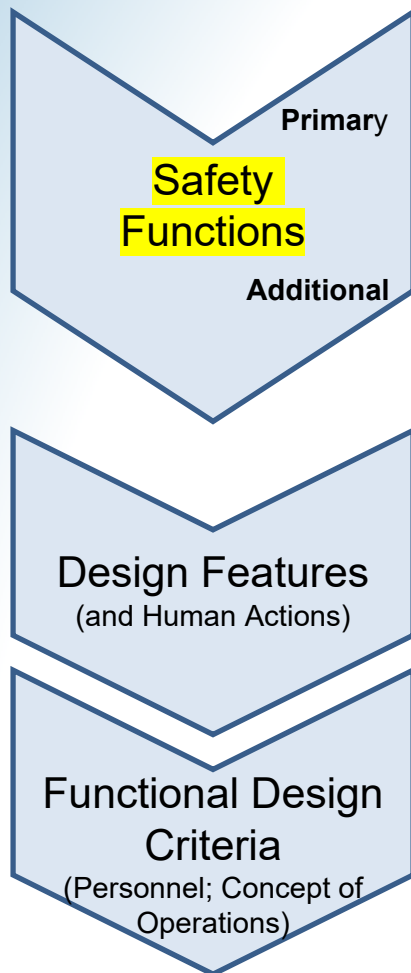 Primary
Safety
Functions
Additional
Design Features
(and Human Actions)
Functional Design
Criteria
(Personnel; Concept of
Operations)